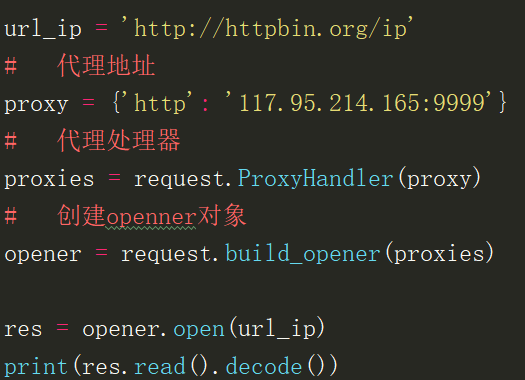 url_ip = 'http://httpbin.org/ip'
#   代理地址
proxy = {'http': '117.95.214.165:9999'}
#   代理处理器
proxies = request.ProxyHandler(proxy)
#   创建openner对象
opener = request.build_opener(proxies)
res = opener.open(url_ip)
print(res.read().decode())